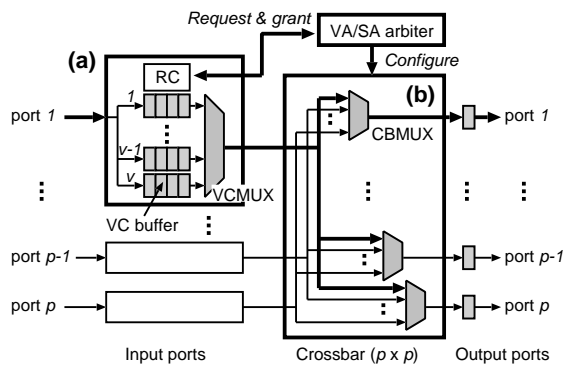 Request & grant
VA/SA arbiter
Configure
(a)
RC
(b)
port 1
1
v-1
v
VCMUX
VC buffer
CBMUX
port 1
port p-1
port p-1
port p
port p
Input ports
Crossbar (p x p)
Output ports